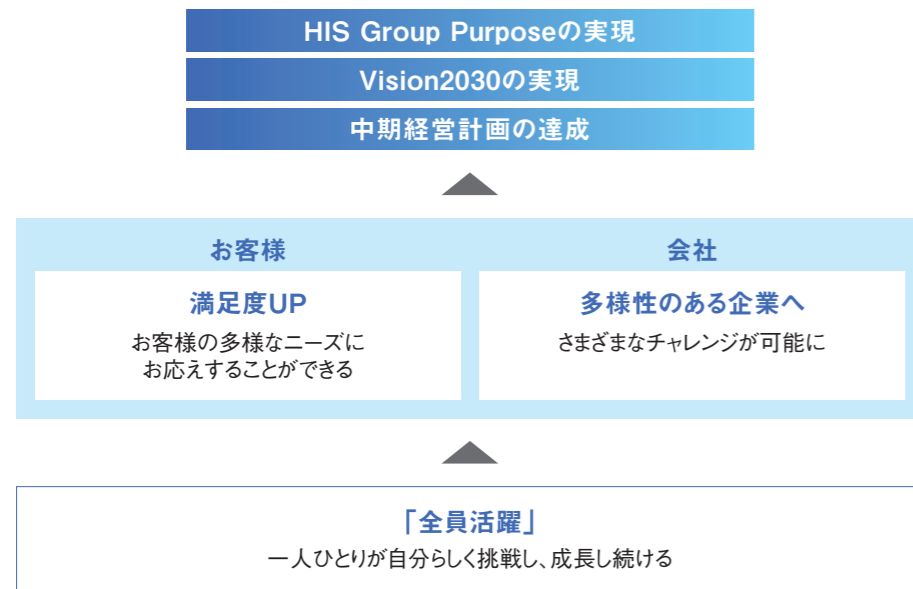 HIS Group Purposeの実現
Vision2030の実現
中期経営計画の達成
お客様
満足度UP
お客様の多様なニーズに
お応えすることができる
会社
多様性のある企業へ
さまざまなチャレンジが可能に
「全員活躍」
一人ひとりが自分らしく挑戦し、成長し続ける